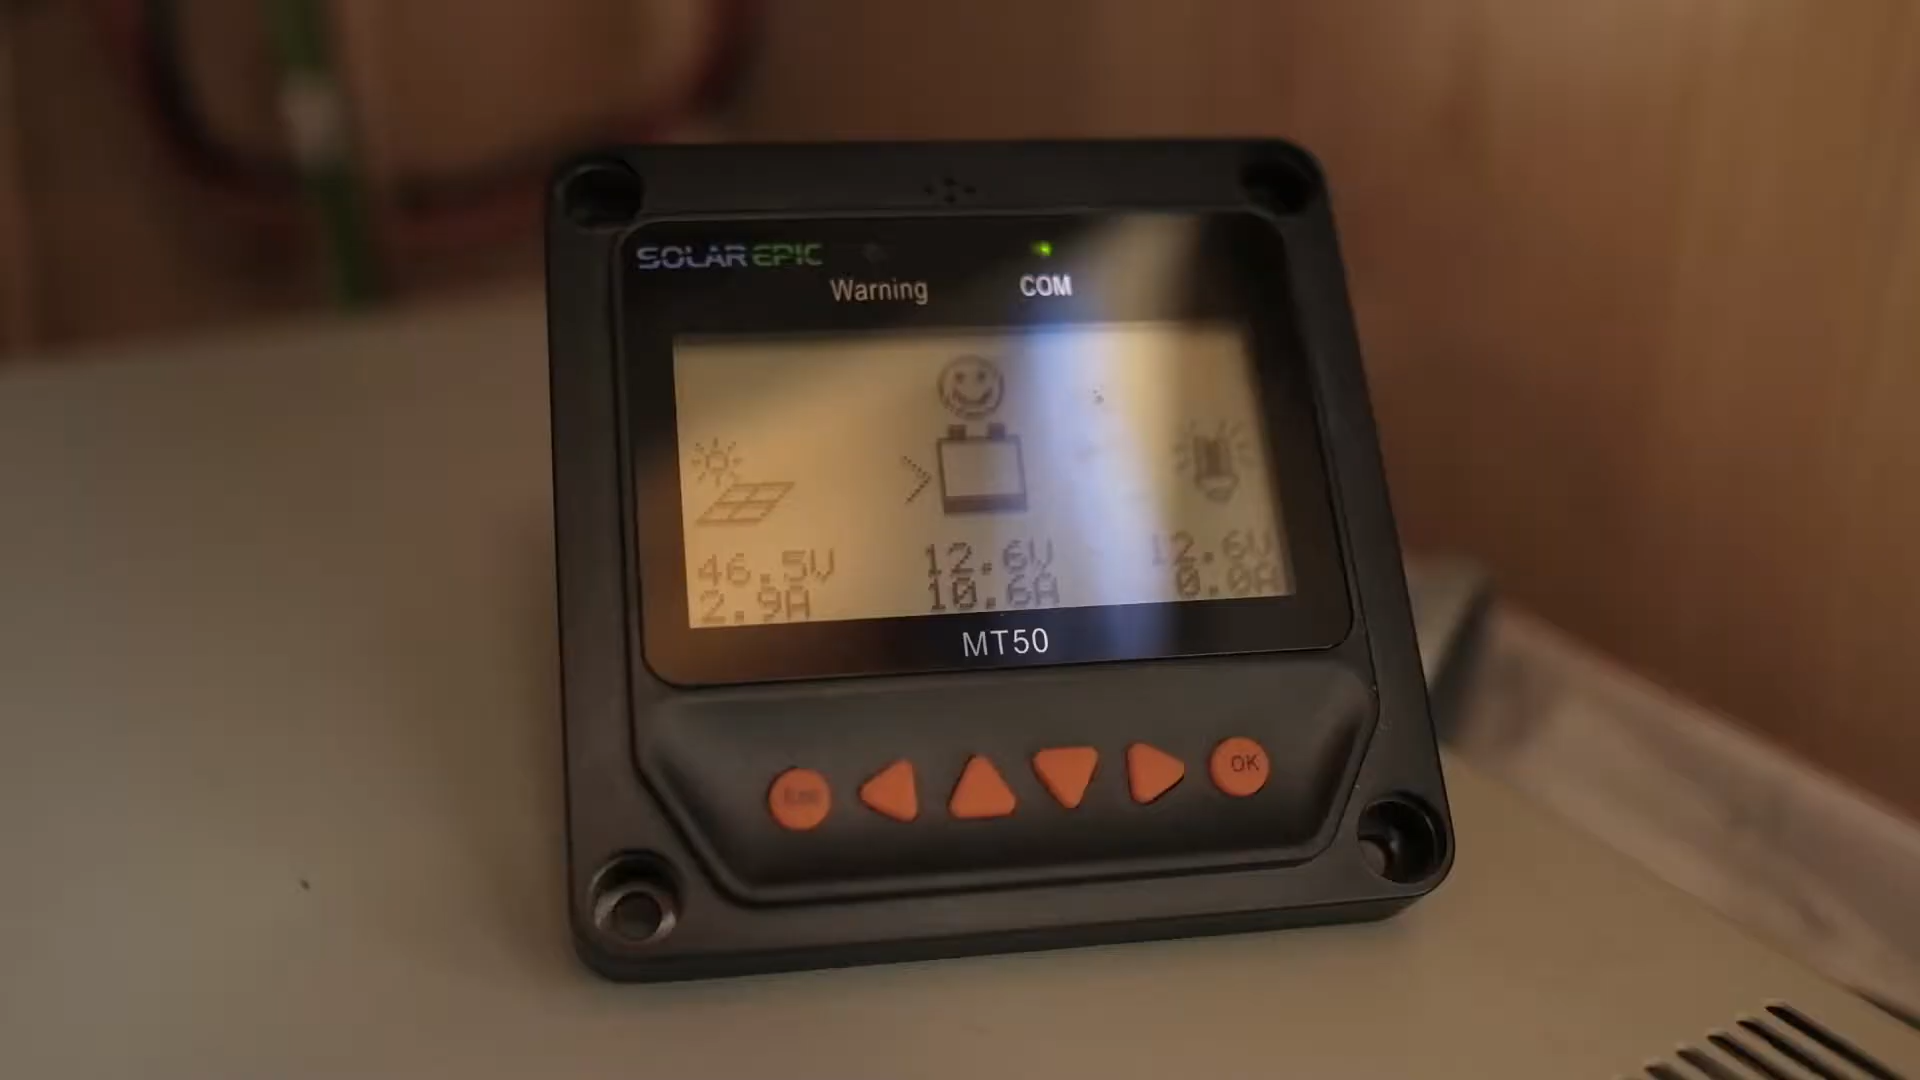 SOLAR EPIC
Warning
COM
46.5V
2.9A
12.6V
10.6A
12.6V
0.0A
MT50
OK